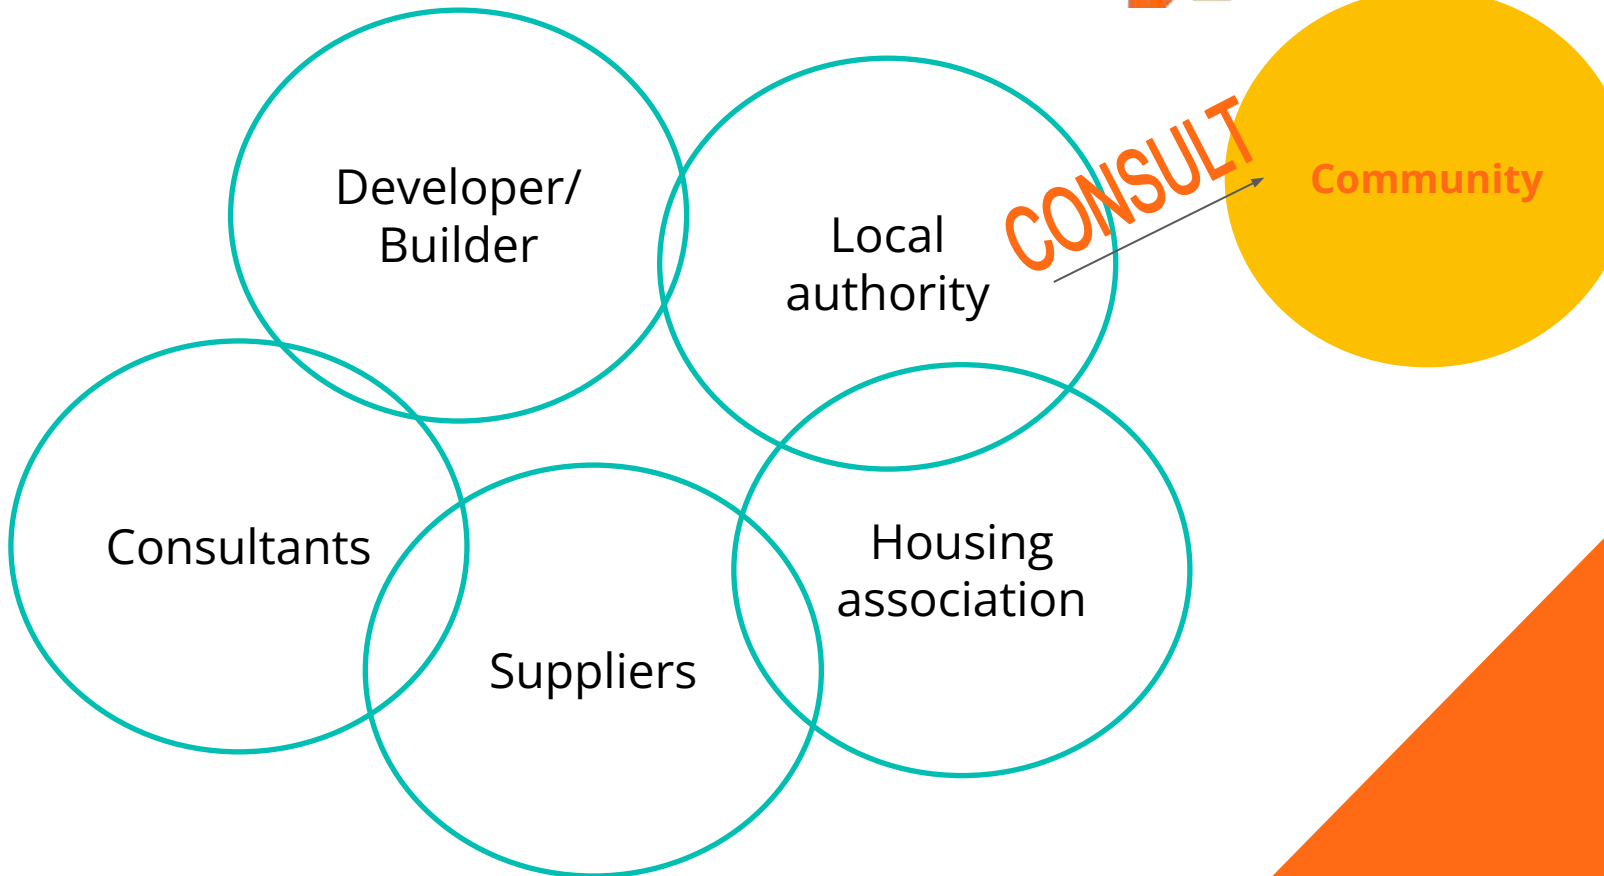 Developer/
Builder
Local
authority
CONSULT
Community
Consultants
Suppliers
Housing
association